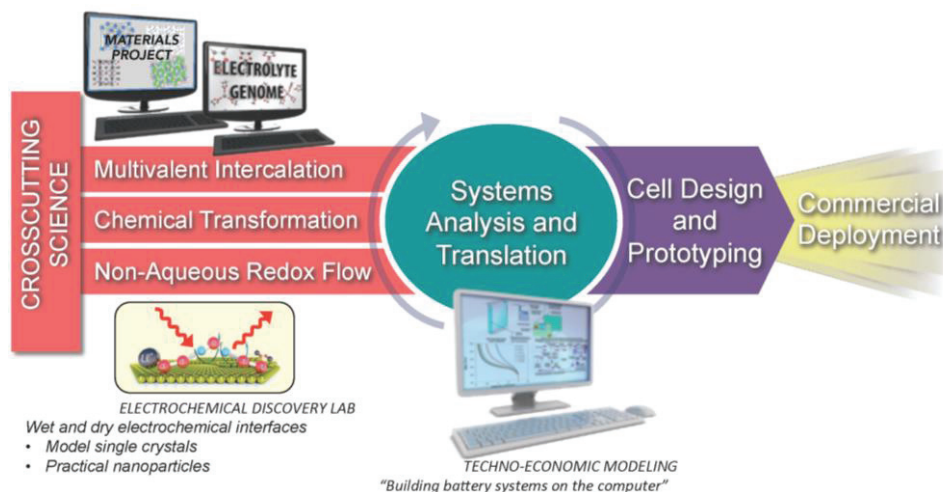 MATERIALS
PROJECT
ELECTROLYTE
GENOME
CROSSCUTTING
SCIENCE
Multivalent Intercalation
Chemical Transformation
Non-Aqueous Redox Flow
Systems
Analysis and
Translation
Cell Design
and
Prototyping
Commercial
Deployment
ELECTROCHEMICAL DISCOVERY LAB
Wet and dry electrochemical interfaces
• Model single crystals
• Practical nanoparticles
TECHNO-ECONOMIC MODELING
“Building battery systems on the computer”